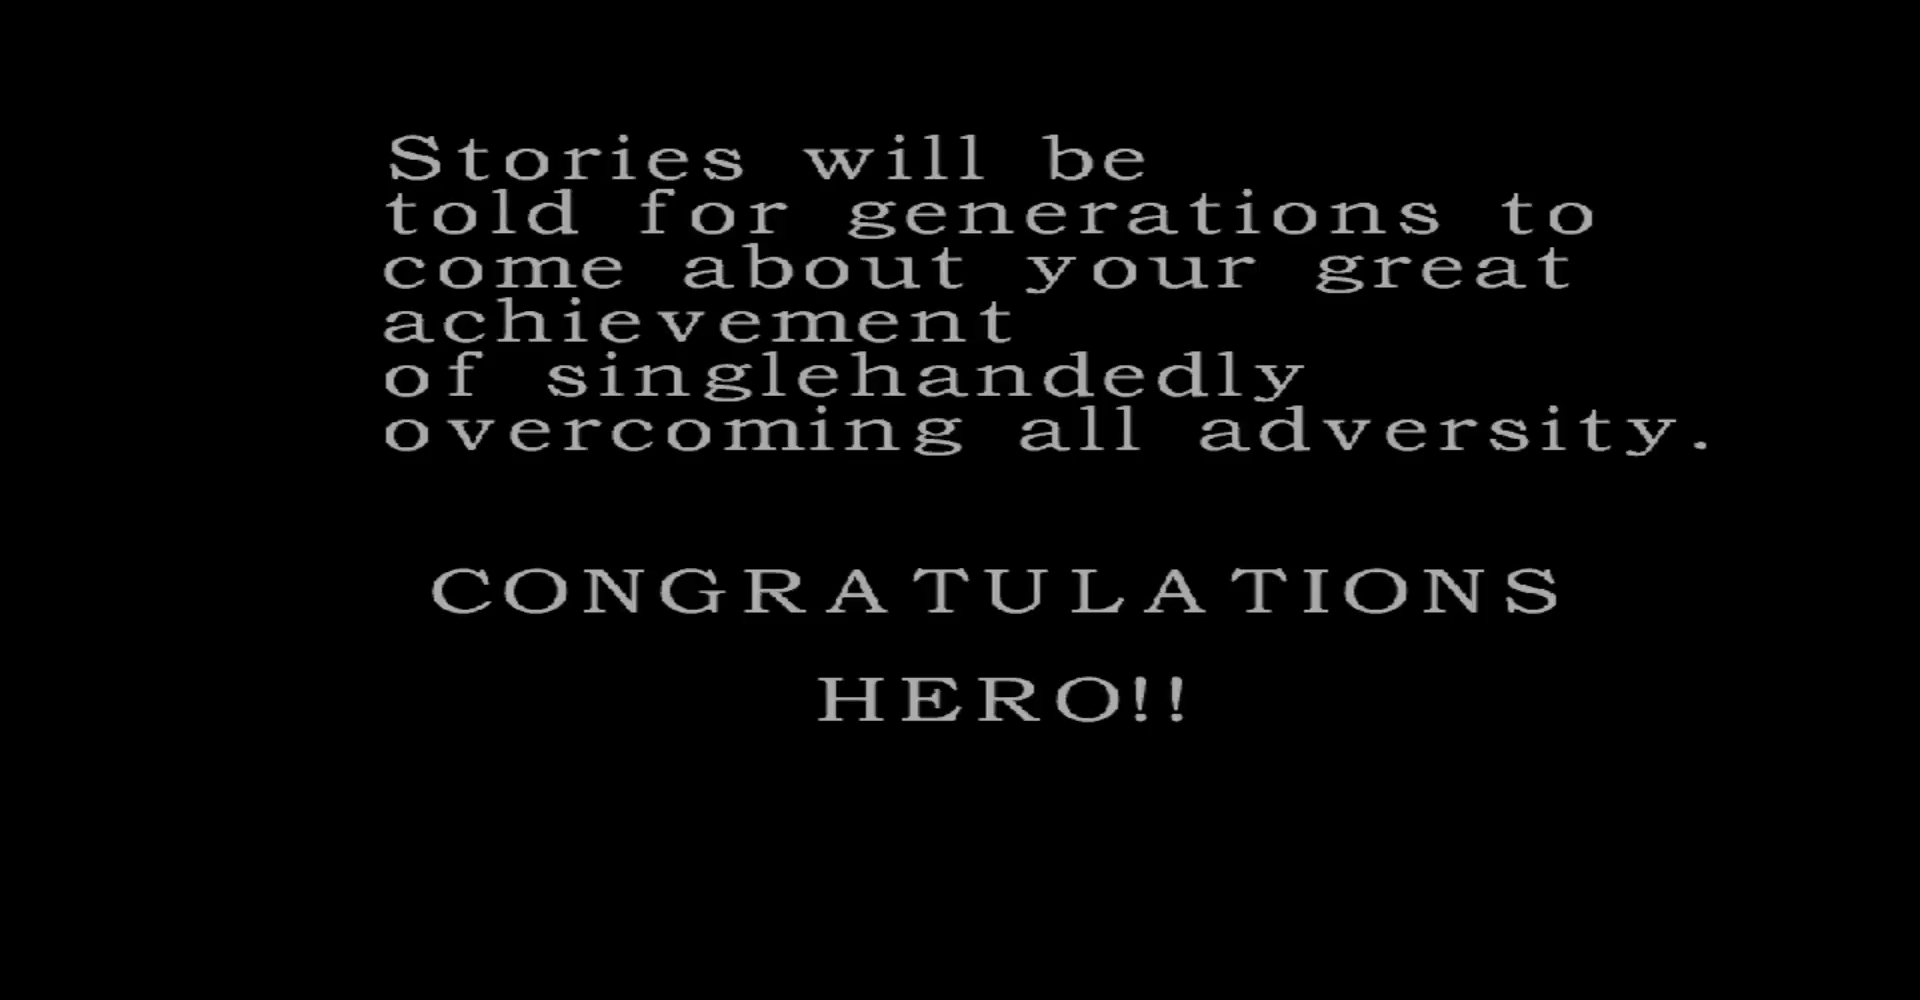 Stories will be
told for generations to
come about your great
achievement
of singlehandedly
overcoming all adversity.
CONGRATULATIONS
HERO!!